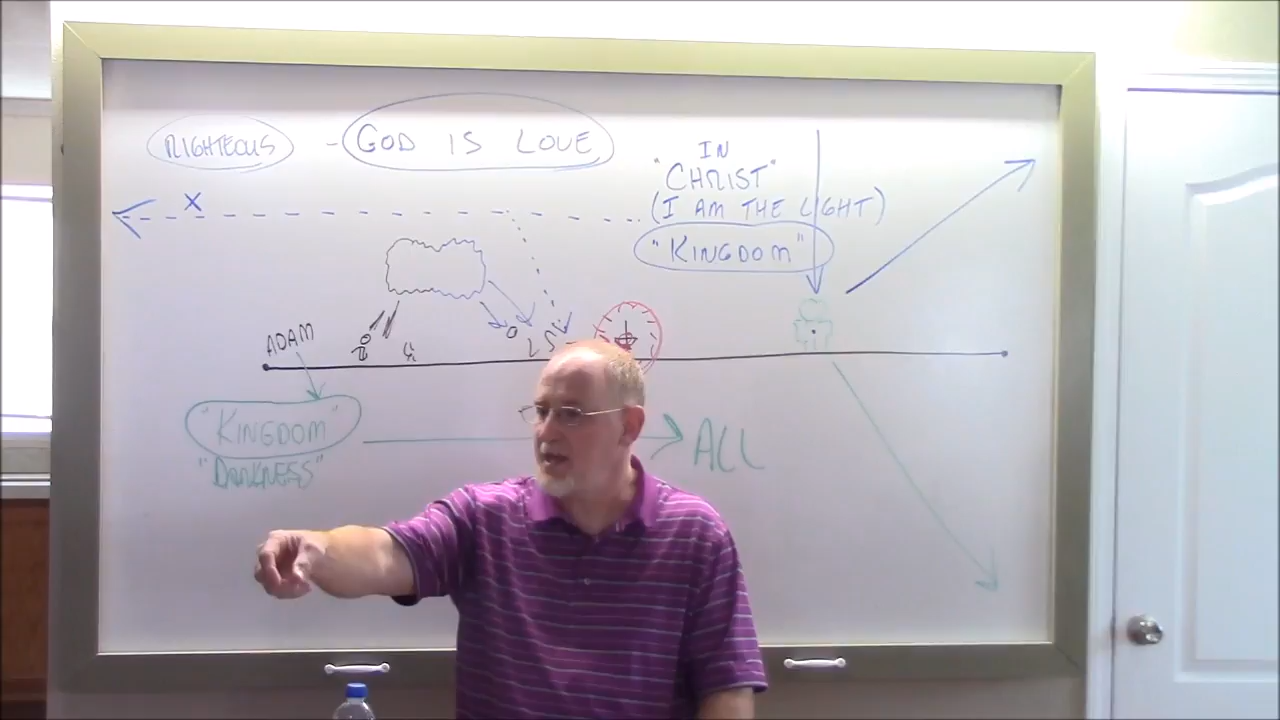 RIGHTEOUS - GOD IS LOVE
IN
"CHRIST"
(I AM THE LIGHT)
"KINGDOM"
X
ADAM
"KINGDOM"
"DARKNESS"
ALL